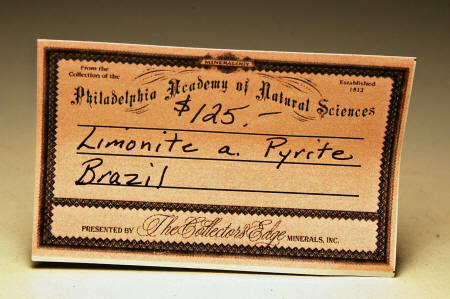 MINERALOGY
From the
Collection of the
Established
1812
Philadelphia Academy of Natural Sciences
$125.-
Limonite a. Pyrite
Brazil
PRESENTED BY The Collector's Edge MINERALS, INC.